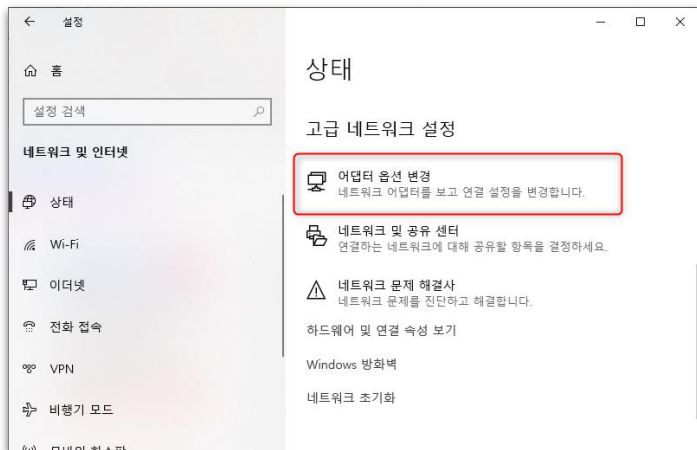 설정
홈
설정 검색
네트워크 및 인터넷
상태
Wi-Fi
이더넷
전화 접속
VPN
비행기 모드
상태
고급 네트워크 설정
어댑터 옵션 변경
네트워크 어댑터를 보고 연결 설정을 변경합니다.
네트워크 및 공유 센터
연결하는 네트워크에 대해 공유할 항목을 결정하세요.
네트워크 문제 해결사
네트워크 문제를 진단하고 해결합니다.
하드웨어 및 연결 속성 보기
Windows 방화벽
네트워크 초기화